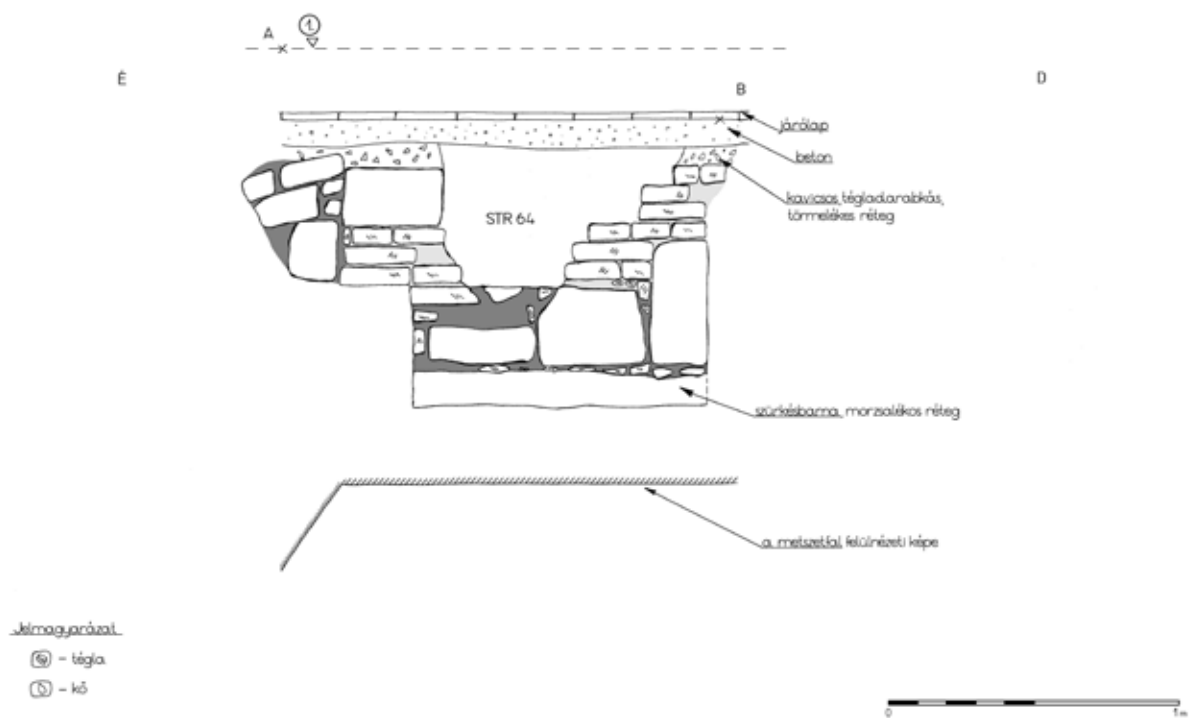 A
1
É
D
B
járólap
beton
kavicsos, tégladarabkás,
törmelékes réteg
STR 64
szürkésbarna, morzsalékos réteg
a metszetfal felülnézeti képe
Jelmagyarázat
- tégla
- kő
0
1m